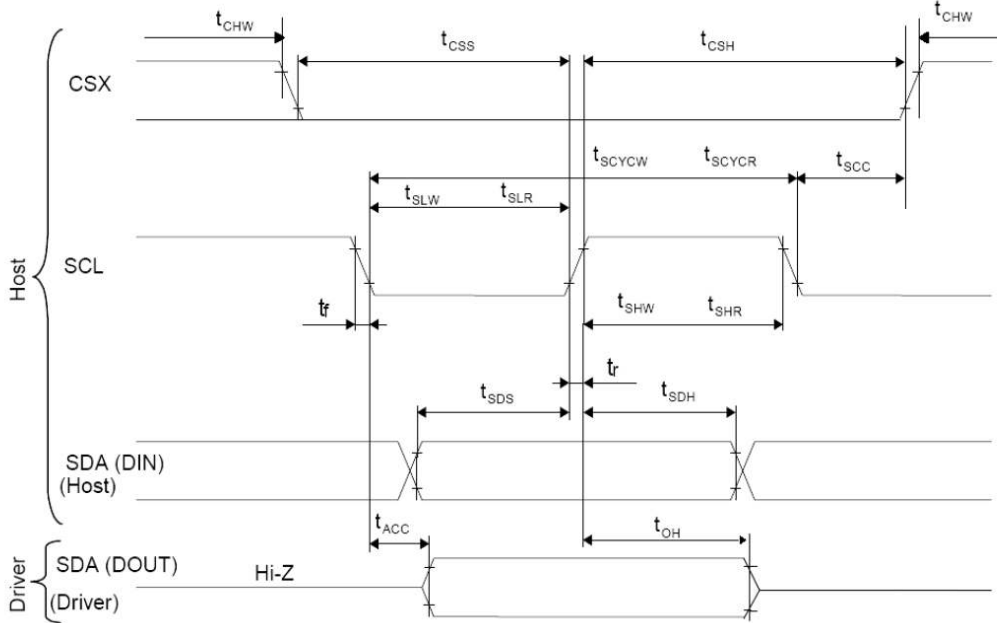 tCHW
tCHW
tCSS
tCSH
CSX
tSCYCW
tSCYCR
tSCC
tSLW
tSLR
SCL
Host
tf
tSHW
tSHR
tr
tSDS
tSDH
SDA (DIN)
(Host)
tACC
tOH
SDA (DOUT)
Hi-Z
Driver
(Driver)